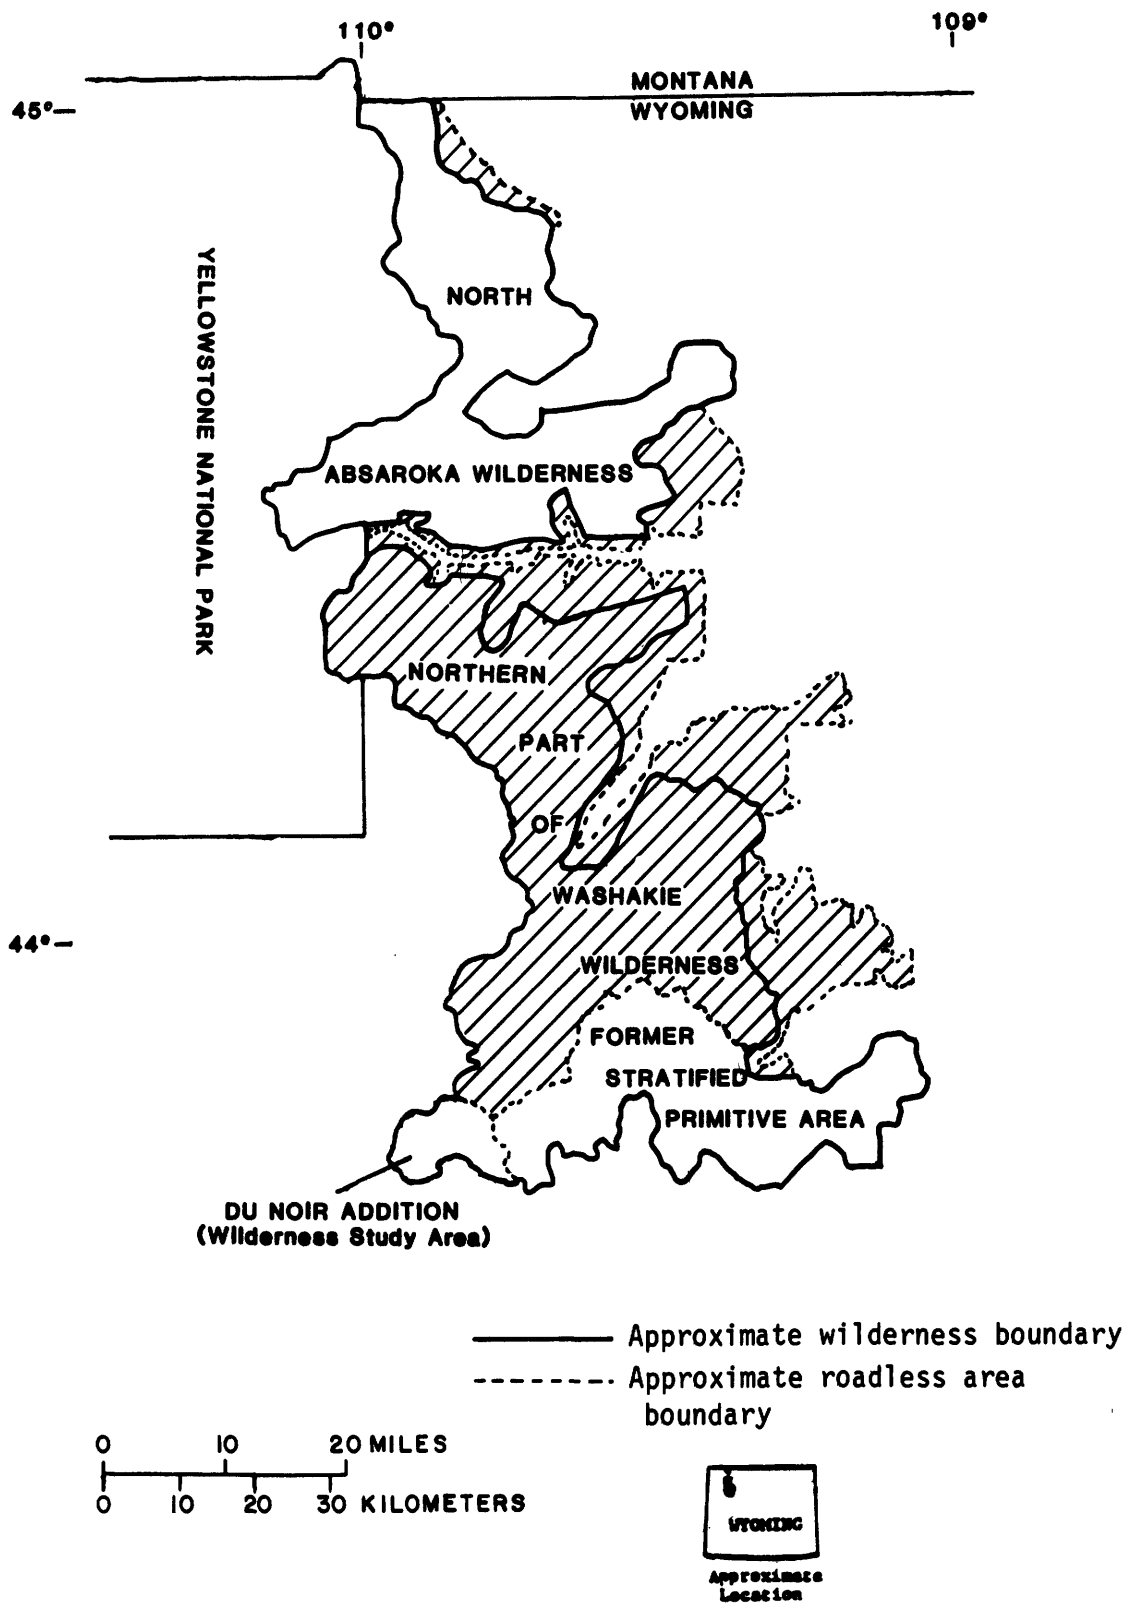 110°
109°
45°
MONTANA
WYOMING
YELLOWSTONE NATIONAL PARK
NORTH
ABSAROKA WILDERNESS
NORTHERN
PART
OF
WASHAKIE
44°
WILDERNESS
FORMER
STRATIFIED
PRIMITIVE AREA
DU NOIR ADDITION
(Wilderness Study Area)
Approximate wilderness boundary
Approximate roadless area
boundary
0 10 20 MILES
0 10 20 30 KILOMETERS
WYOMING
Approximate
Location